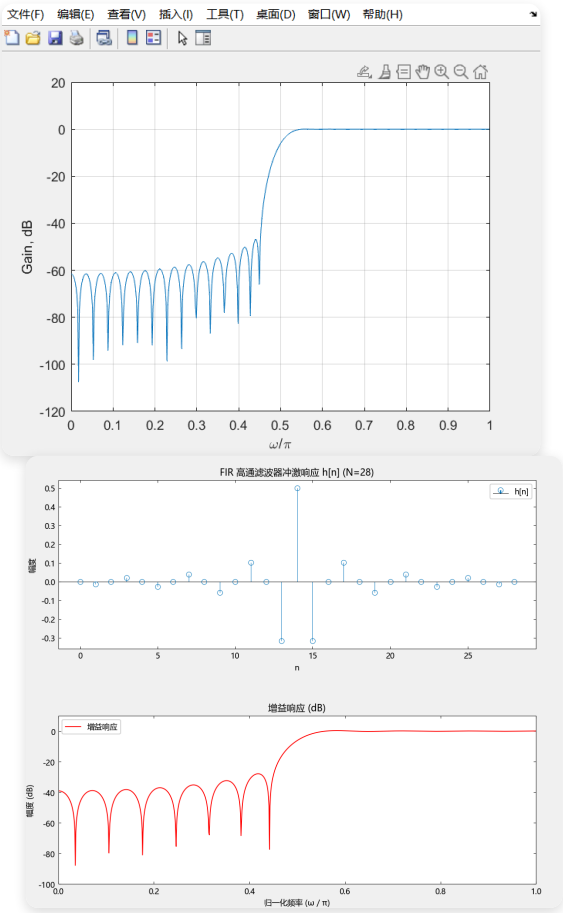 文件(F) 编辑(E) 查看(V) 插入(I) 工具(T) 桌面(D) 窗口(W) 帮助(H)
20
0
-20
-40
-60
-80
-100
-120
Gain, dB
0 0.1 0.2 0.3 0.4 0.5 0.6 0.7 0.8 0.9 1
ω/π
FIR 高通滤波器冲激响应 h[n] (N=28)
h[n]
0.5
0.4
0.3
0.2
0.1
0.0
-0.1
-0.2
-0.3
幅度
0 5 10 15 20 25
n
增益响应 (dB)
增益响应
0
-20
-40
-60
-80
-100
幅度 (dB)
0.0 0.2 0.4 0.6 0.8 1.0
归一化频率 (ω / π)